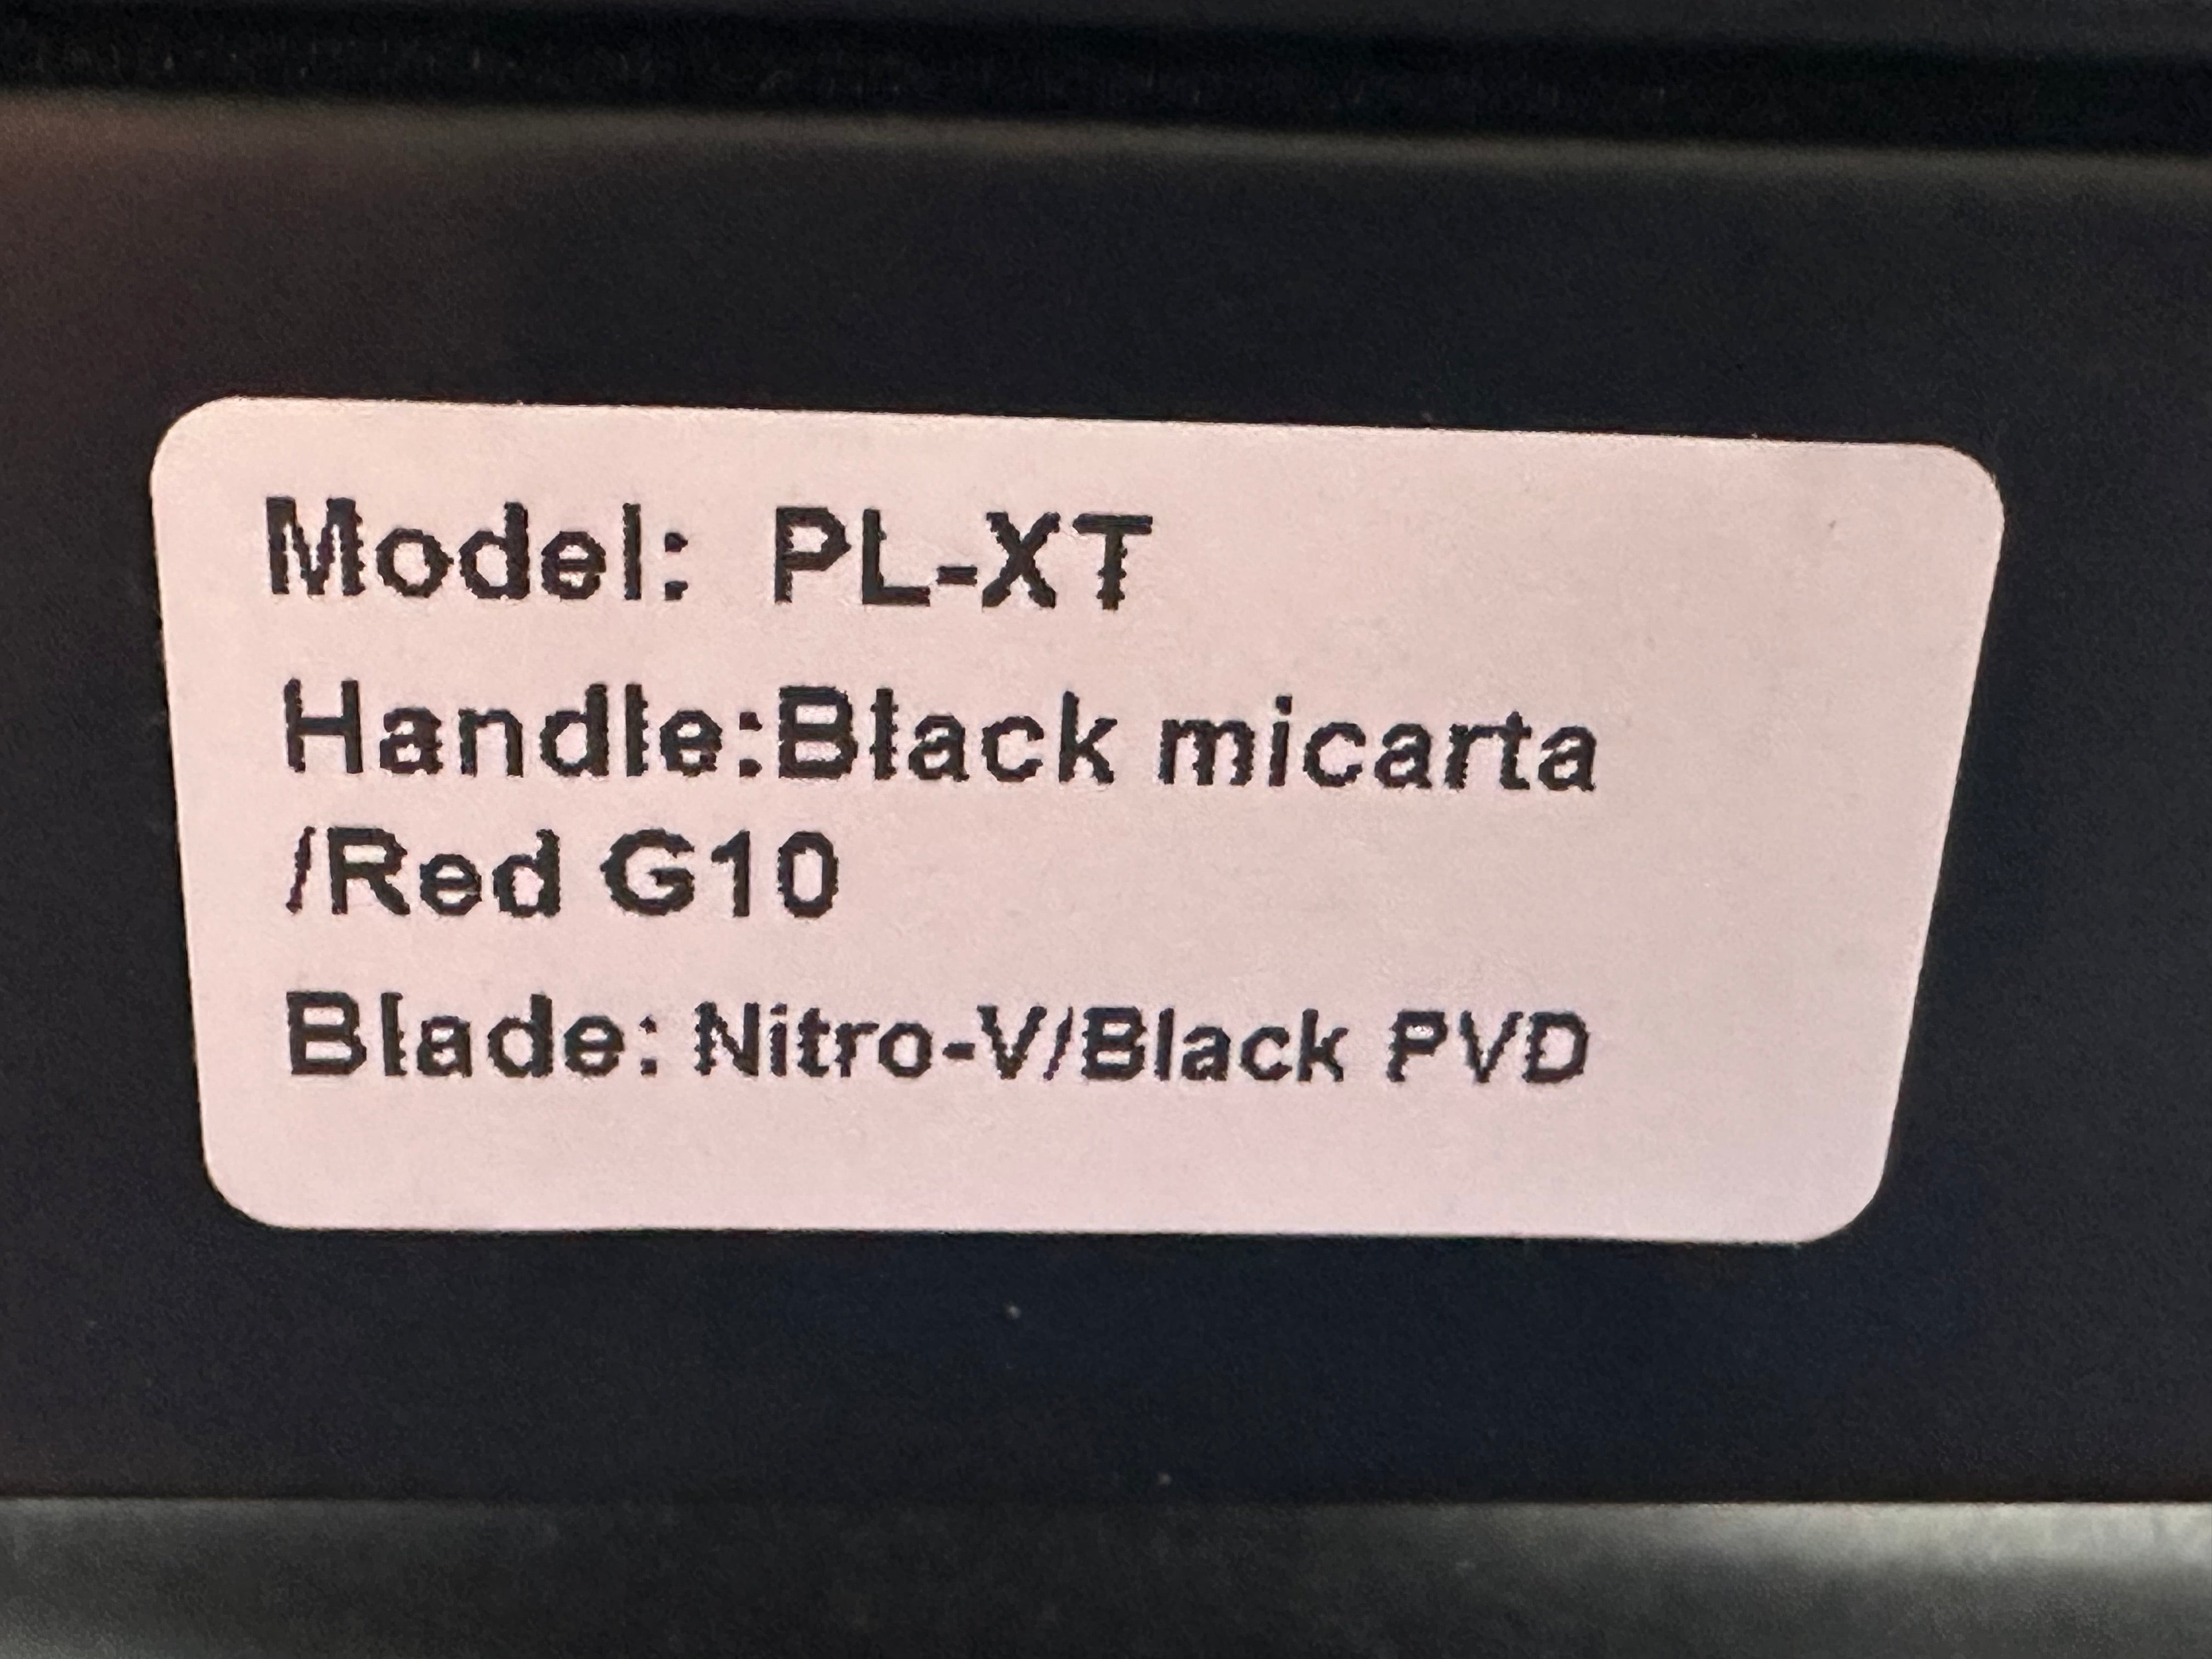 Model: PL-XT
Handle:Black micarta
/Red G10
Blade: Nitro-V/Black PVD